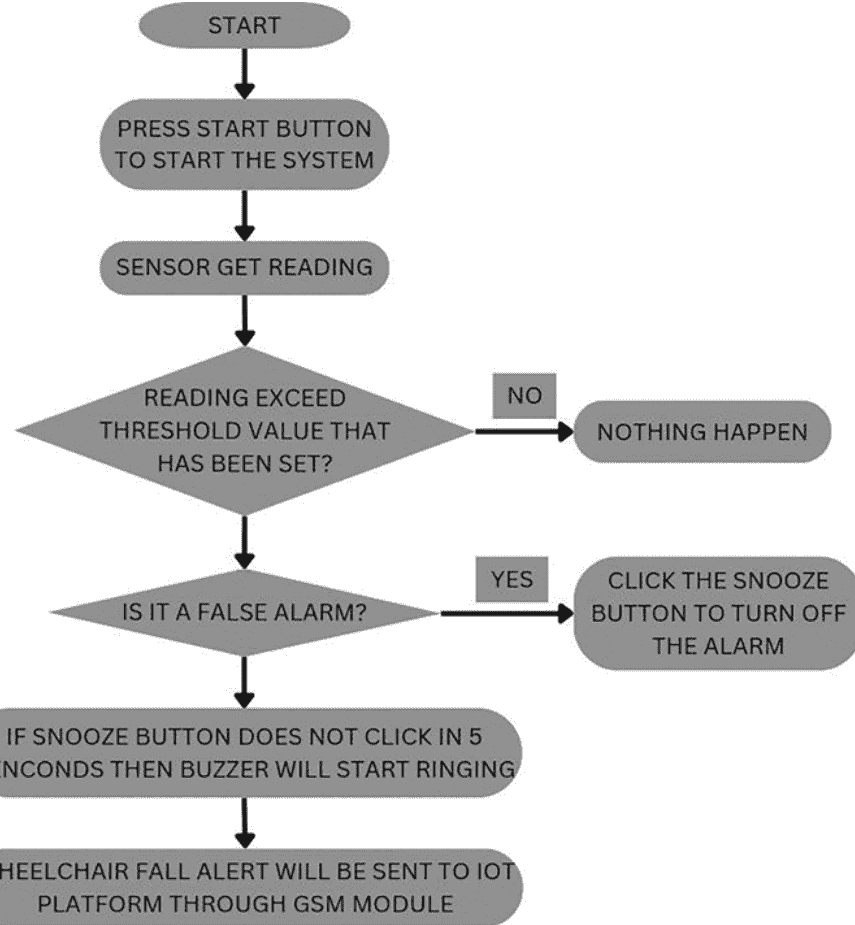 START
PRESS START BUTTON
TO START THE SYSTEM
SENSOR GET READING
READING EXCEED
THRESHOLD VALUE THAT
HAS BEEN SET?
NO
NOTHING HAPPEN
IS IT A FALSE ALARM?
YES
CLICK THE SNOOZE
BUTTON TO TURN OFF
THE ALARM
IF SNOOZE BUTTON DOES NOT CLICK IN 5
ENCONDS THEN BUZZER WILL START RINGING
HEELCHAIR FALL ALERT WILL BE SENT TO IOT
PLATFORM THROUGH GSM MODULE